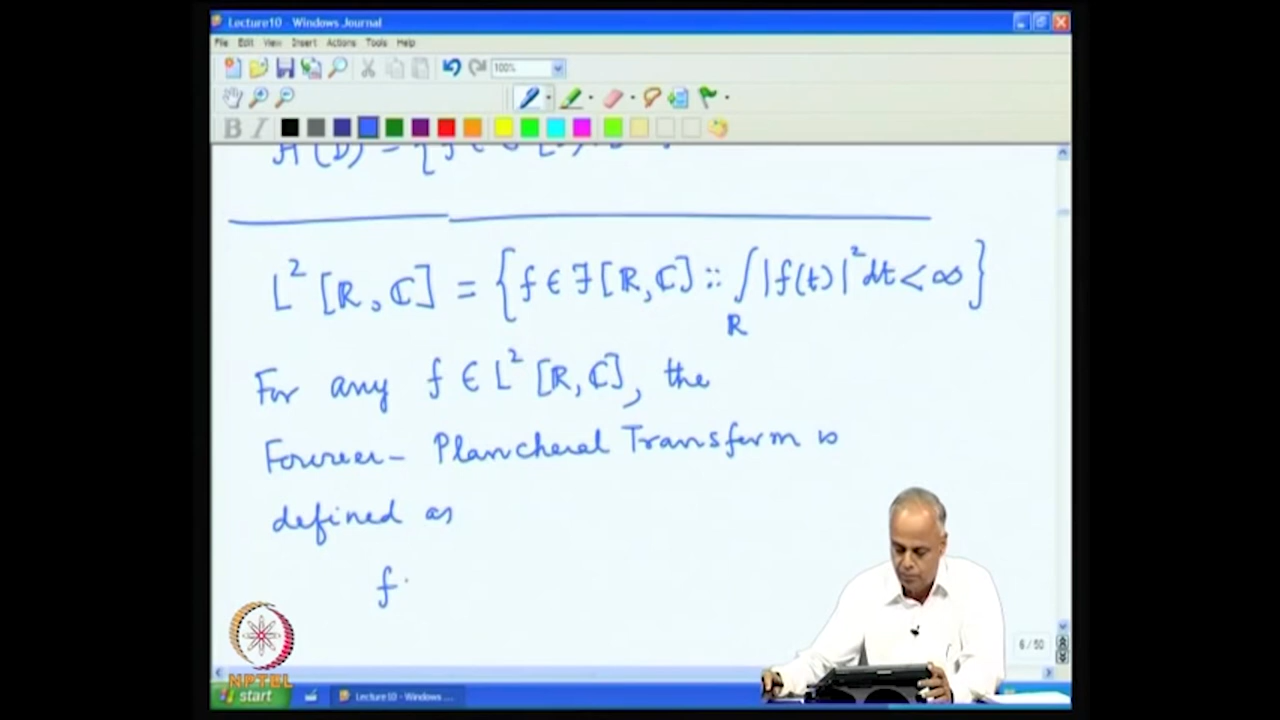 Lecture10 - Windows Journal
File Edit View Insert Actions Tools Help
100%
B I
L² [ℝ, ℂ] = {f ∈ F[ℝ, ℂ] :: ∫ |f(t)|² dt < ∞}
ℝ
For any f ∈ L² [ℝ, ℂ], the
Fourier - Plancheral Transform is
defined as
f
6 / 50
NPTEL
start Lecture10 - Windows ...